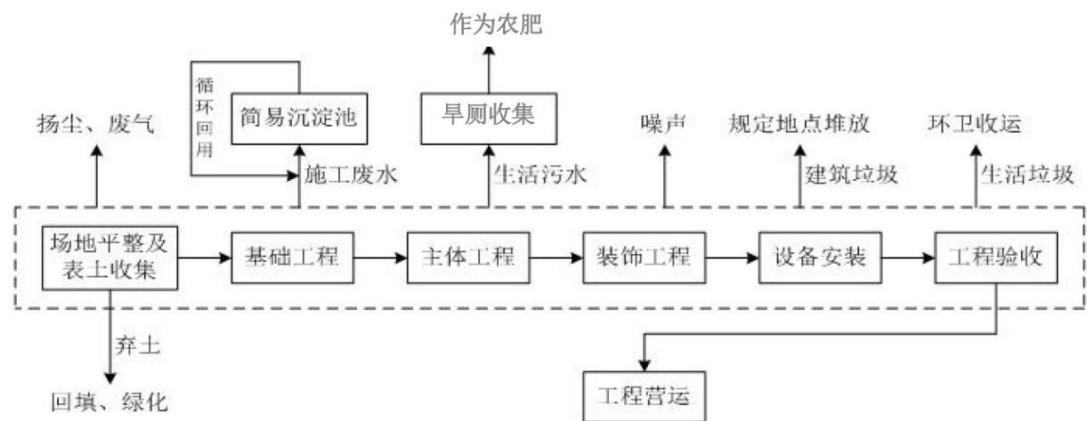 作为农肥
循环回用
简易沉淀池
旱厕收集
扬尘、废气
噪声
规定地点堆放
环卫收运
施工废水
生活污水
建筑垃圾
生活垃圾
场地平整及
表土收集
基础工程
主体工程
装饰工程
设备安装
工程验收
弃土
回填、绿化
工程营运